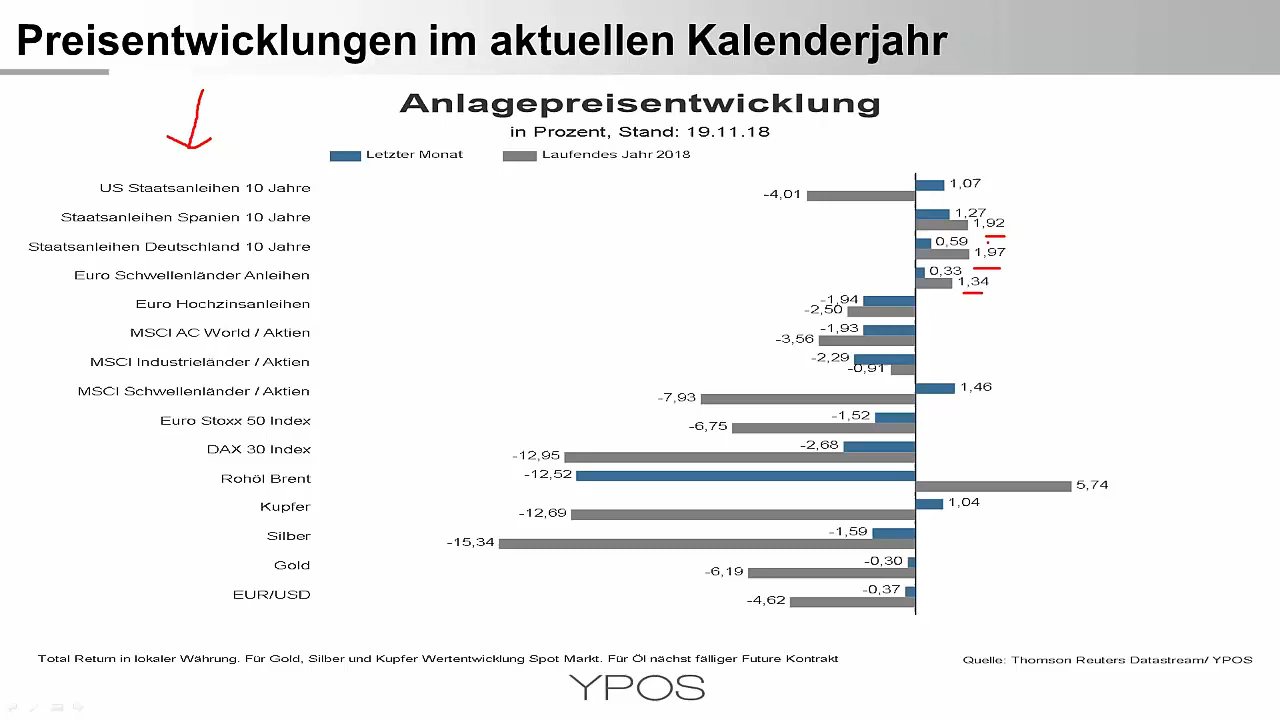 Preisentwicklungen im aktuellen Kalenderjahr
Anlagepreisentwicklung
in Prozent, Stand: 19.11.18
Letzter Monat Laufendes Jahr 2018
US Staatsanleihen 10 Jahre -4,01 1,07
Staatsanleihen Spanien 10 Jahre 1,27 1,92
Staatsanleihen Deutschland 10 Jahre 0,59 1,97
Euro Schwellenländer Anleihen 0,33 1,34
Euro Hochzinsanleihen -1,94 -2,50
MSCI AC World / Aktien -1,93 -3,56
MSCI Industrieländer / Aktien -2,29 -0,91
MSCI Schwellenländer / Aktien -7,93 1,46
Euro Stoxx 50 Index -1,52 -6,75
DAX 30 Index -2,68 -12,95
Rohöl Brent -12,52 5,74
Kupfer -12,69 1,04
Silber -1,59 -15,34
Gold -0,30 -6,19
EUR/USD -0,37 -4,62
Total Return in lokaler Währung. Für Gold, Silber und Kupfer Wertentwicklung Spot Markt. Für Öl nächst fälliger Future Kontrakt
Quelle: Thomson Reuters Datastream/ YPOS
YPOS